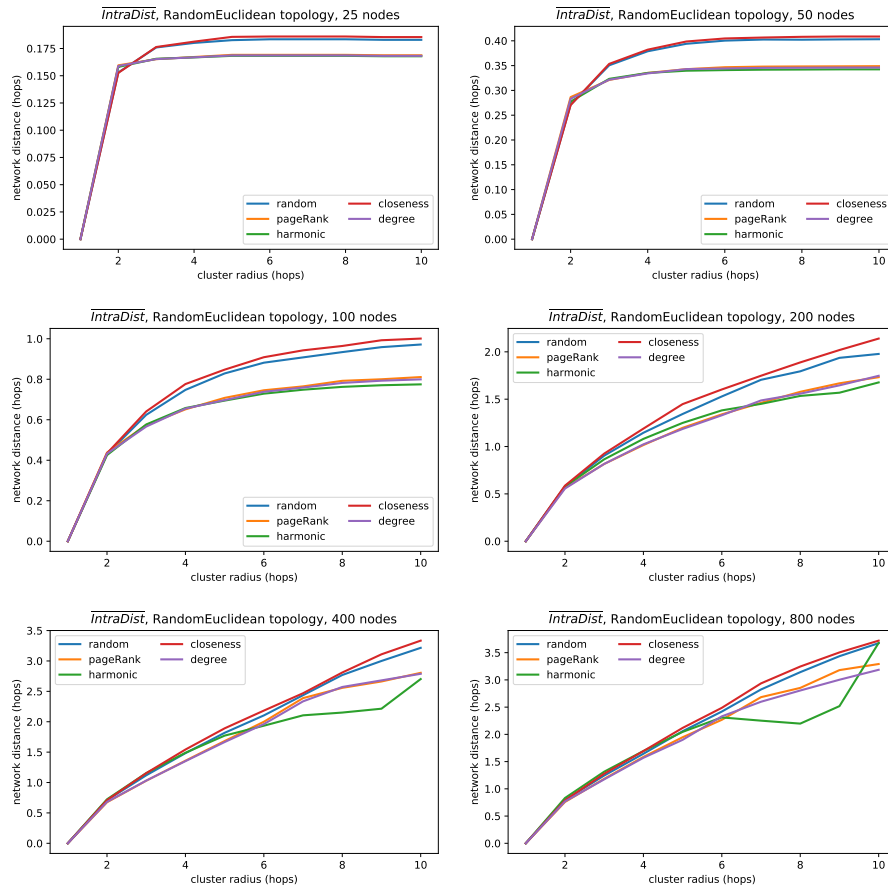 IntraDist, RandomEuclidean topology, 25 nodes
network distance (hops)
0.175
0.150
0.125
0.100
0.075
0.050
0.025
0.000
random
pageRank
harmonic
closeness
degree
2 4 6 8 10
cluster radius (hops)
IntraDist, RandomEuclidean topology, 50 nodes
network distance (hops)
0.40
0.35
0.30
0.25
0.20
0.15
0.10
0.05
0.00
random
pageRank
harmonic
closeness
degree
2 4 6 8 10
cluster radius (hops)
IntraDist, RandomEuclidean topology, 100 nodes
network distance (hops)
1.0
0.8
0.6
0.4
0.2
0.0
random
pageRank
harmonic
closeness
degree
2 4 6 8 10
cluster radius (hops)
IntraDist, RandomEuclidean topology, 200 nodes
network distance (hops)
2.0
1.5
1.0
0.5
0.0
random
pageRank
harmonic
closeness
degree
2 4 6 8 10
cluster radius (hops)
IntraDist, RandomEuclidean topology, 400 nodes
network distance (hops)
3.5
3.0
2.5
2.0
1.5
1.0
0.5
0.0
random
pageRank
harmonic
closeness
degree
2 4 6 8 10
cluster radius (hops)
IntraDist, RandomEuclidean topology, 800 nodes
network distance (hops)
3.5
3.0
2.5
2.0
1.5
1.0
0.5
0.0
random
pageRank
harmonic
closeness
degree
2 4 6 8 10
cluster radius (hops)